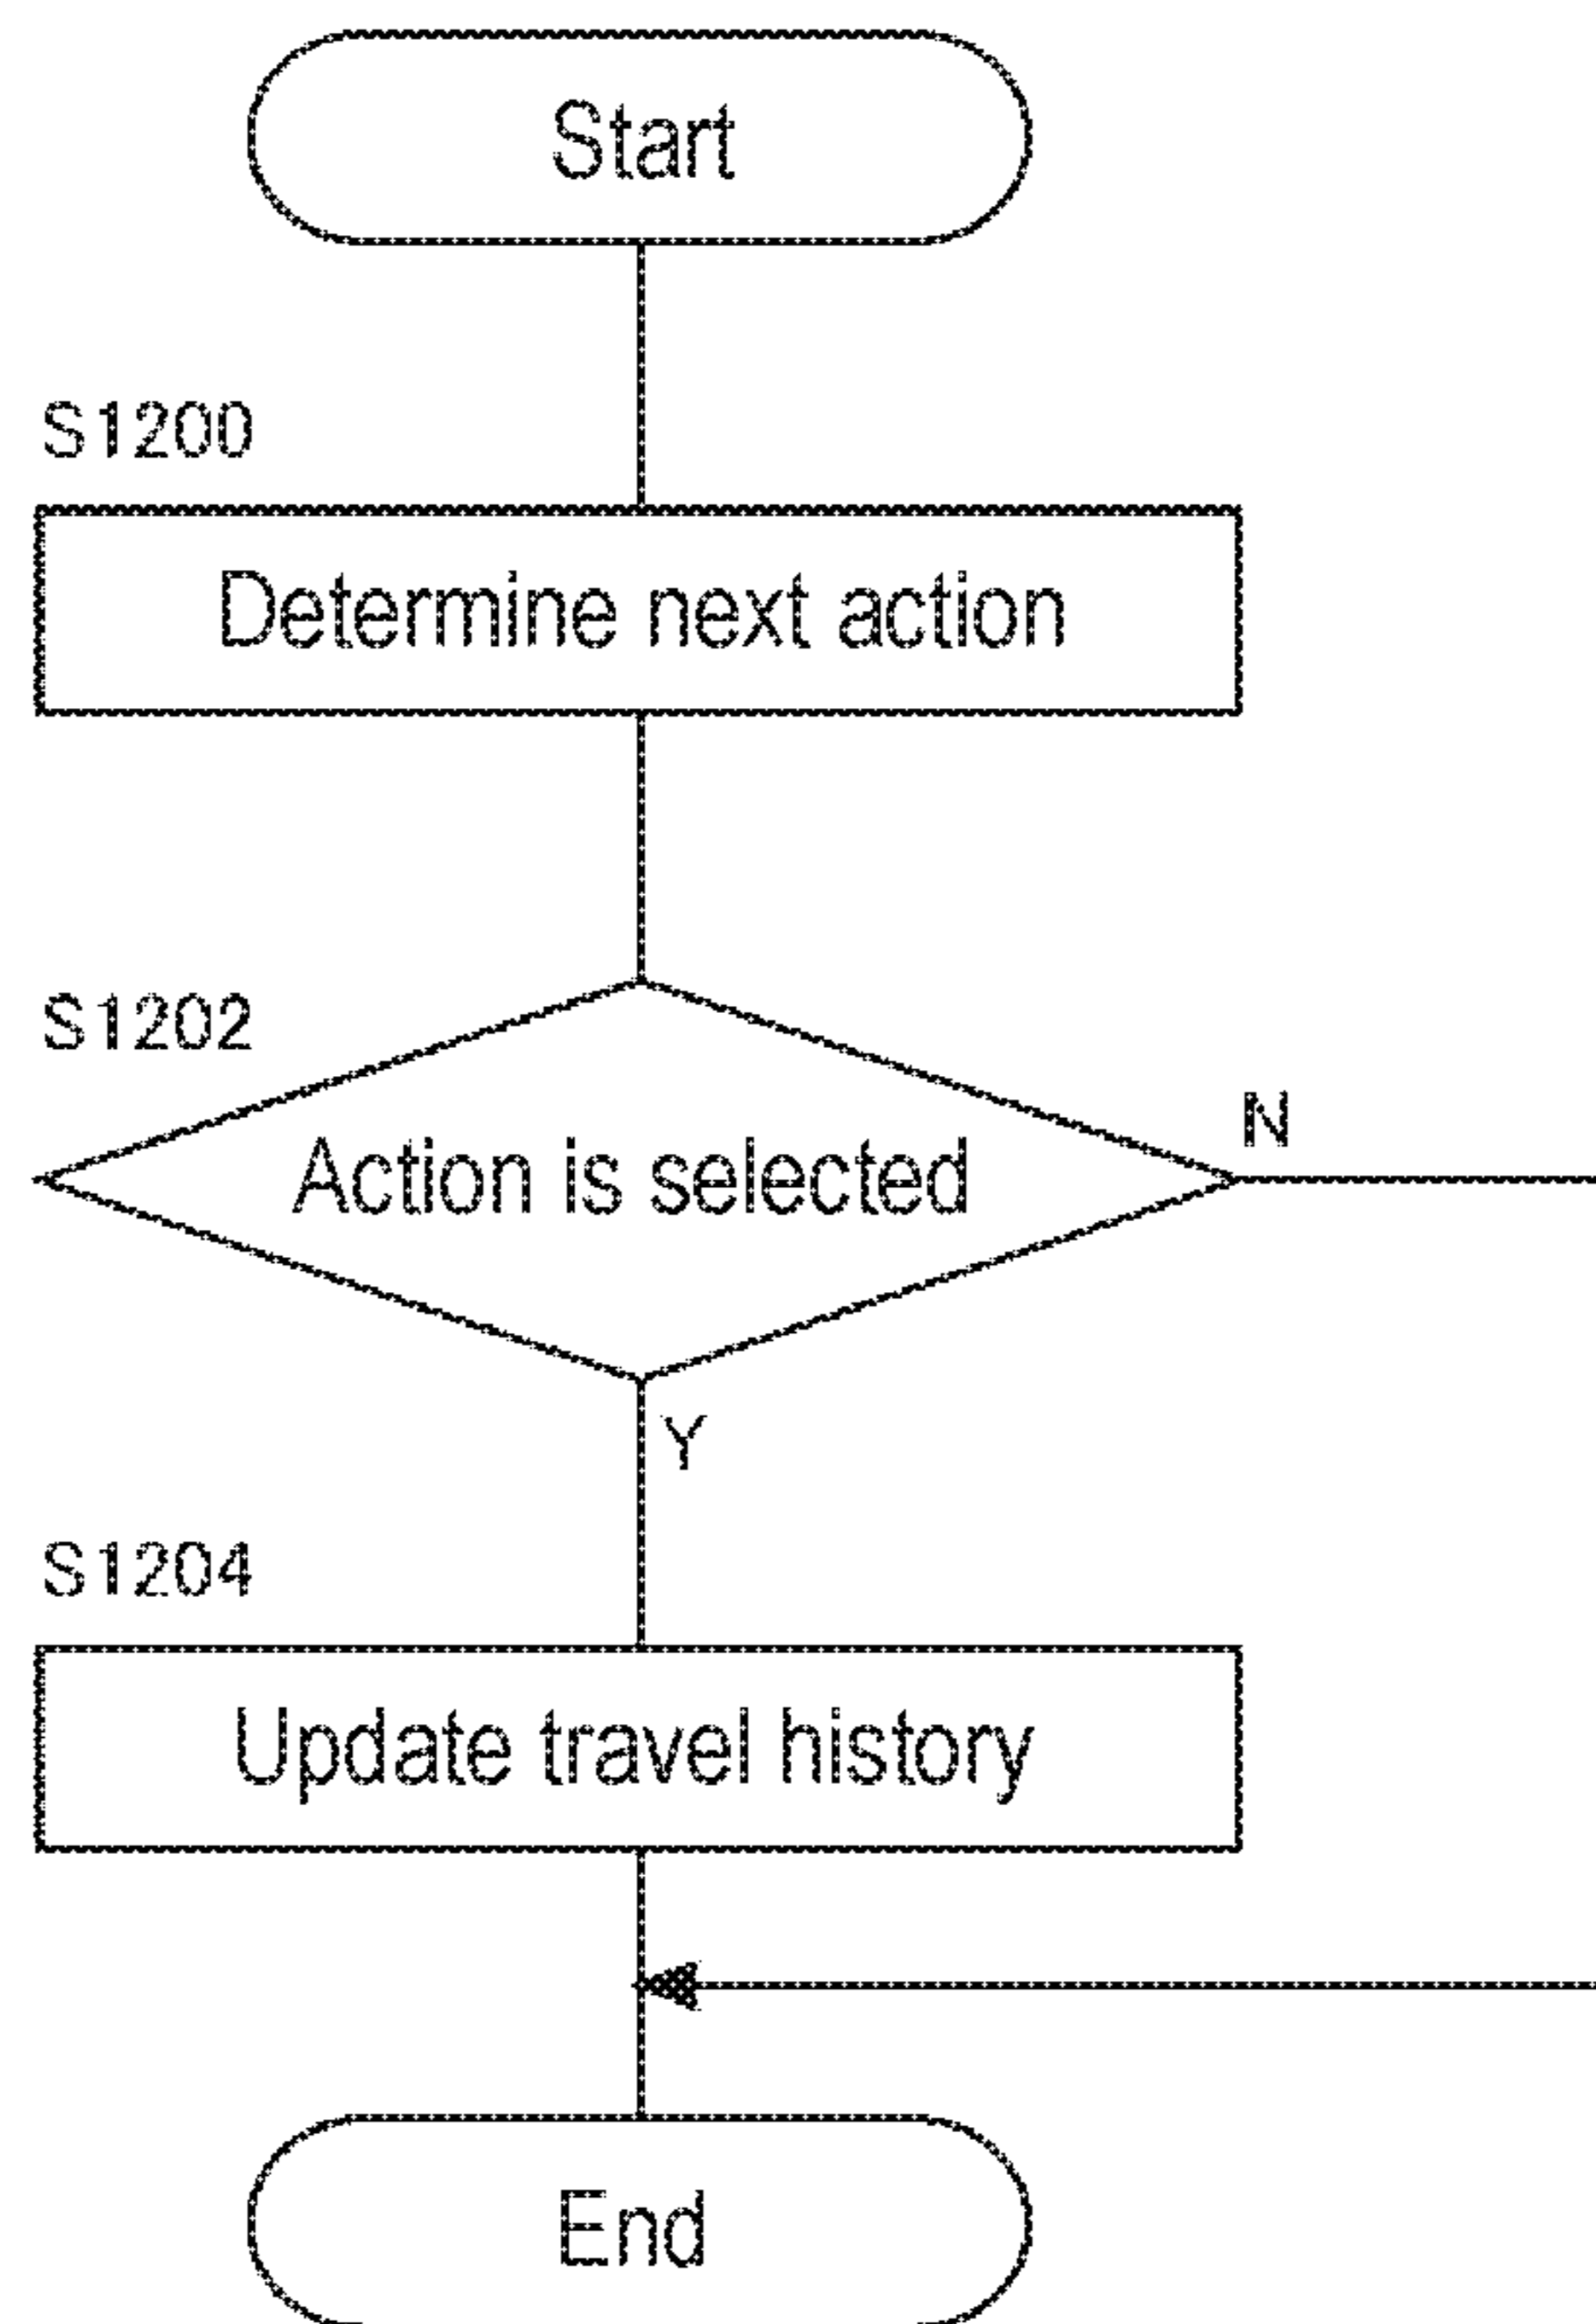 Start
S1200
Determine next action
S1202
Action is selected
N
Y
S1204
Update travel history
End